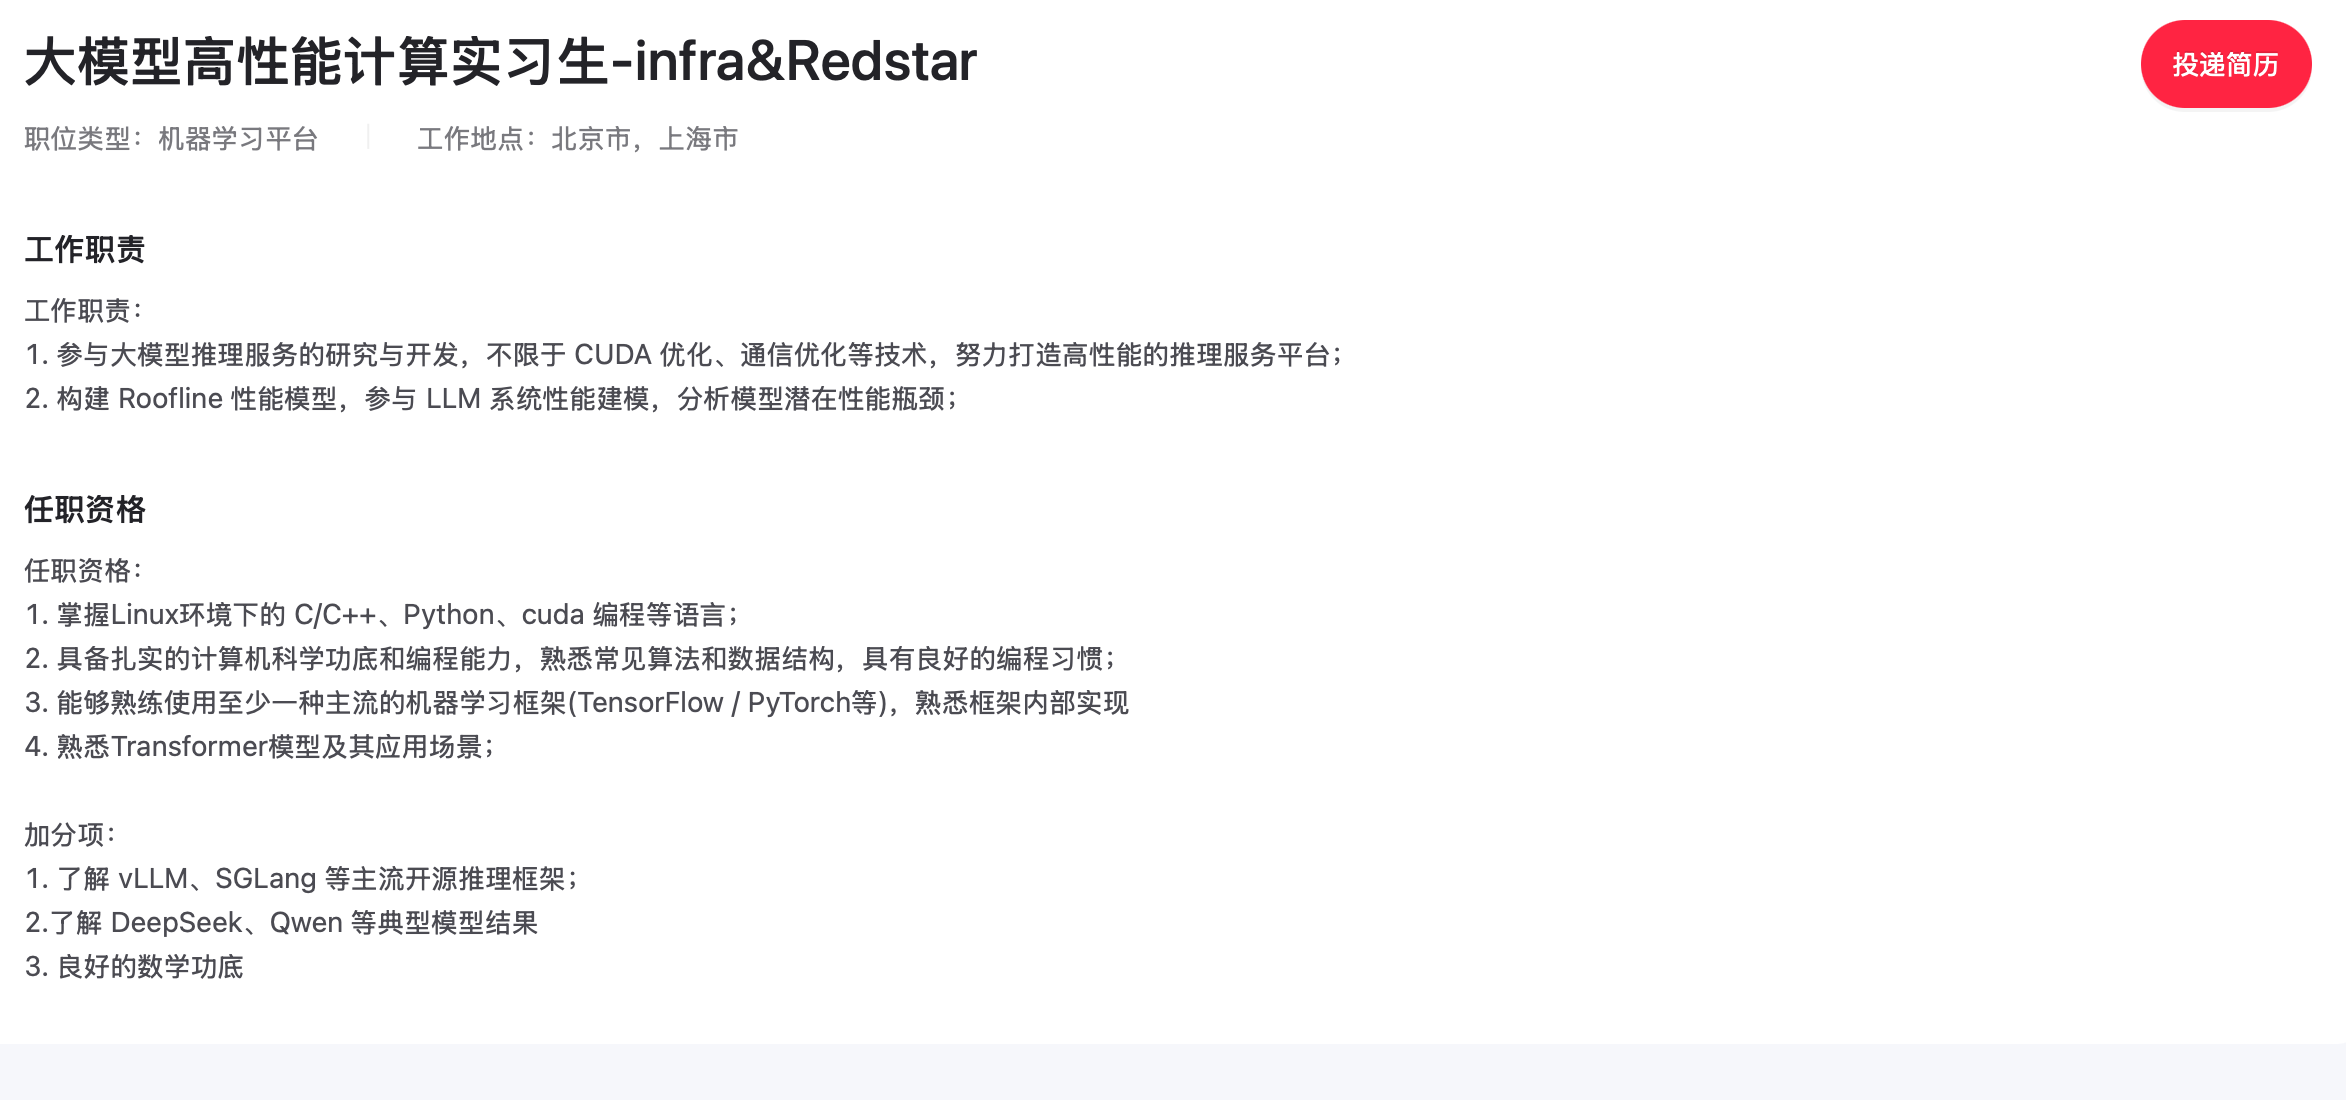 大模型高性能计算实习生-infra&Redstar
投递简历
职位类型：机器学习平台
工作地点：北京市，上海市
工作职责
工作职责：
1. 参与大模型推理服务的研究与开发，不限于 CUDA 优化、通信优化等技术，努力打造高性能的推理服务平台；
2. 构建 Roofline 性能模型，参与 LLM 系统性能建模，分析模型潜在性能瓶颈；
任职资格
任职资格：
1. 掌握Linux环境下的 C/C++、Python、cuda 编程等语言；
2. 具备扎实的计算机科学功底和编程能力，熟悉常见算法和数据结构，具有良好的编程习惯；
3. 能够熟练使用至少一种主流的机器学习框架(TensorFlow / PyTorch等)，熟悉框架内部实现
4. 熟悉Transformer模型及其应用场景；
加分项：
1. 了解 vLLM、SGLang 等主流开源推理框架；
2.了解 DeepSeek、Qwen 等典型模型结果
3. 良好的数学功底